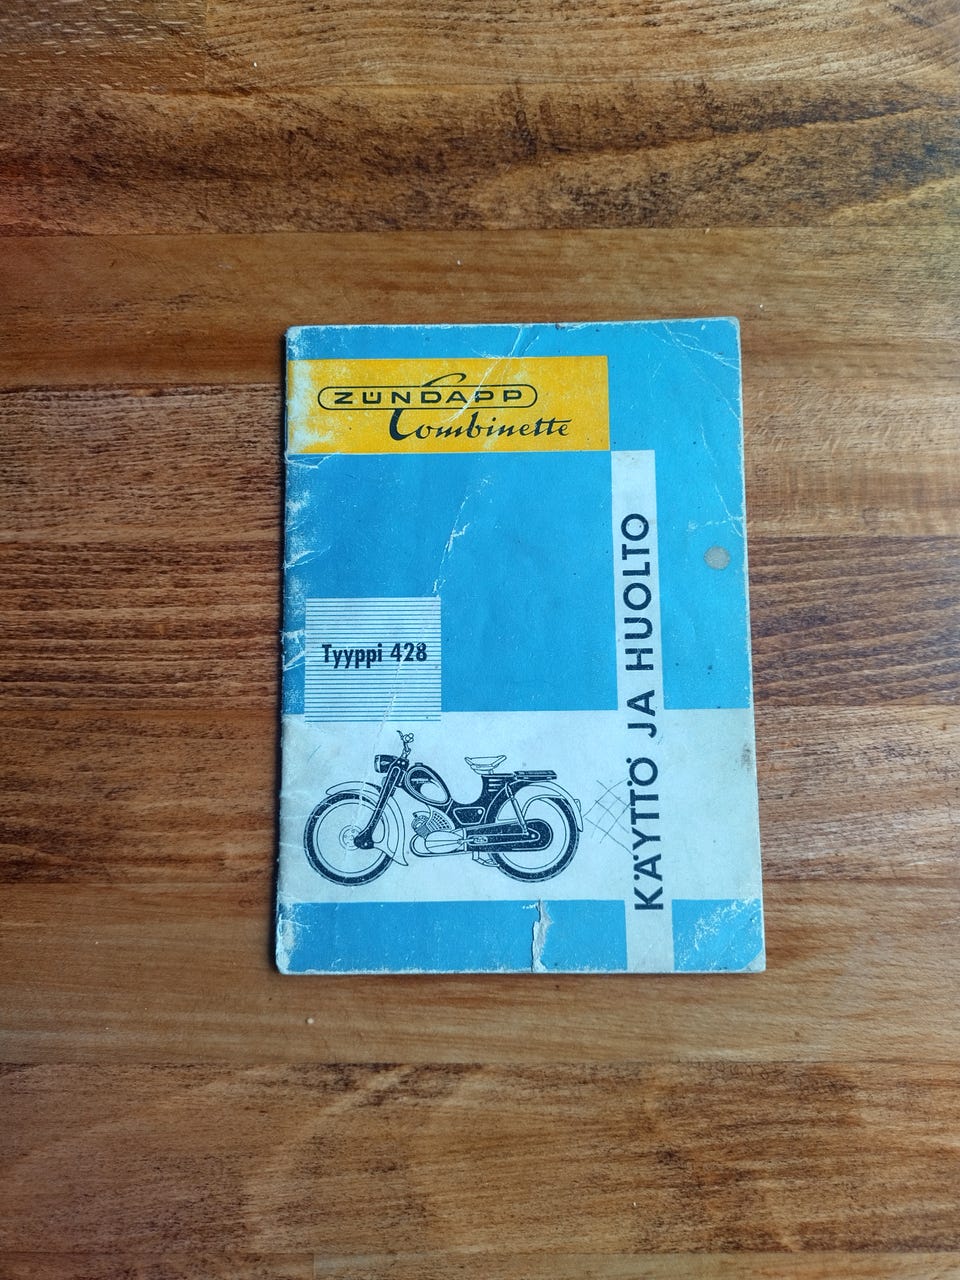 ZÜNDAPP
Combinette
Tyyppi 428
KÄYTTÖ JA HUOLTO